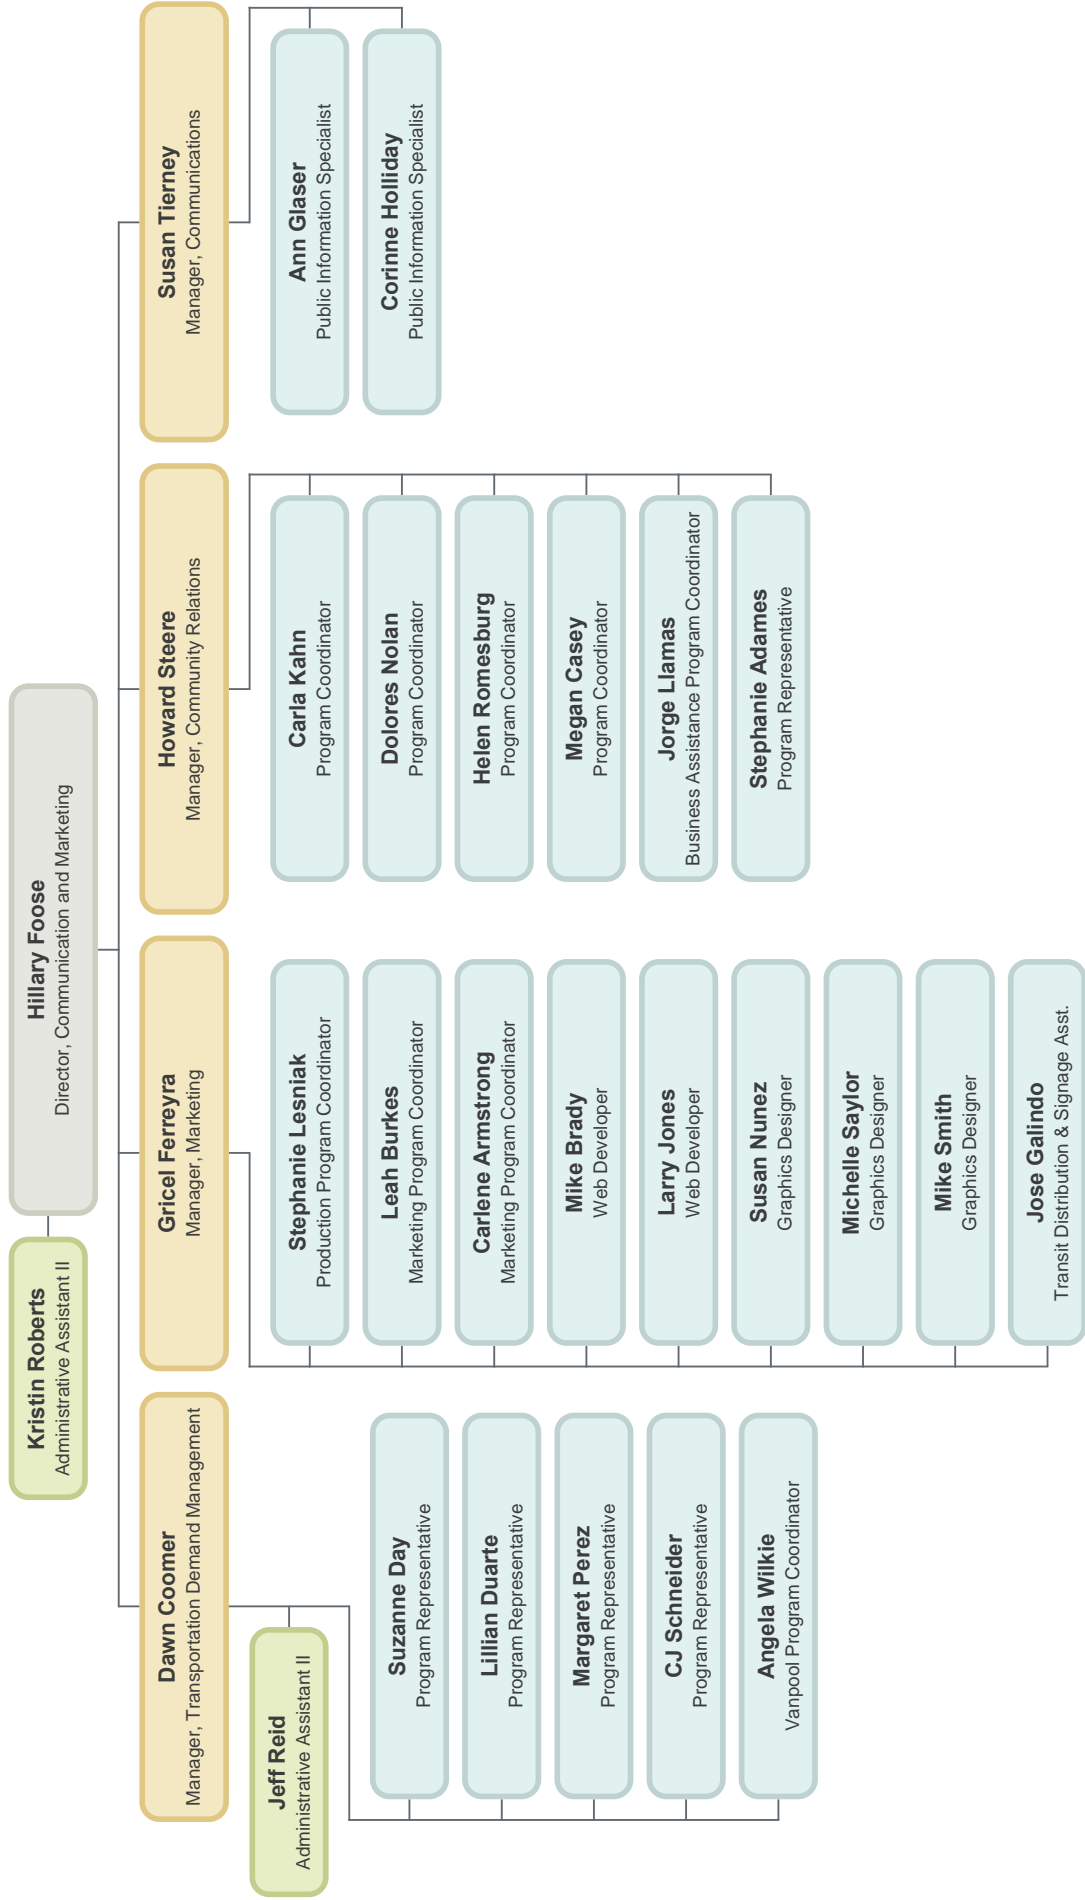 Hillary Foose
Director, Communication and Marketing
Kristin Roberts
Administrative Assistant II
Dawn Coomer
Manager, Transportation Demand Management
Jeff Reid
Administrative Assistant II
Suzanne Day
Program Representative
Lillian Duarte
Program Representative
Margaret Perez
Program Representative
CJ Schneider
Program Representative
Angela Wilkie
Vanpool Program Coordinator
Gricel Ferreyra
Manager, Marketing
Stephanie Lesniak
Production Program Coordinator
Leah Burkes
Marketing Program Coordinator
Carlene Armstrong
Marketing Program Coordinator
Mike Brady
Web Developer
Larry Jones
Web Developer
Susan Nunez
Graphics Designer
Michelle Saylor
Graphics Designer
Mike Smith
Graphics Designer
Jose Galindo
Transit Distribution & Signage Asst.
Howard Steere
Manager, Community Relations
Carla Kahn
Program Coordinator
Dolores Nolan
Program Coordinator
Helen Romesburg
Program Coordinator
Megan Casey
Program Coordinator
Jorge Llamas
Business Assistance Program Coordinator
Stephanie Adames
Program Representative
Susan Tierney
Manager, Communications
Ann Glaser
Public Information Specialist
Corinne Holliday
Public Information Specialist